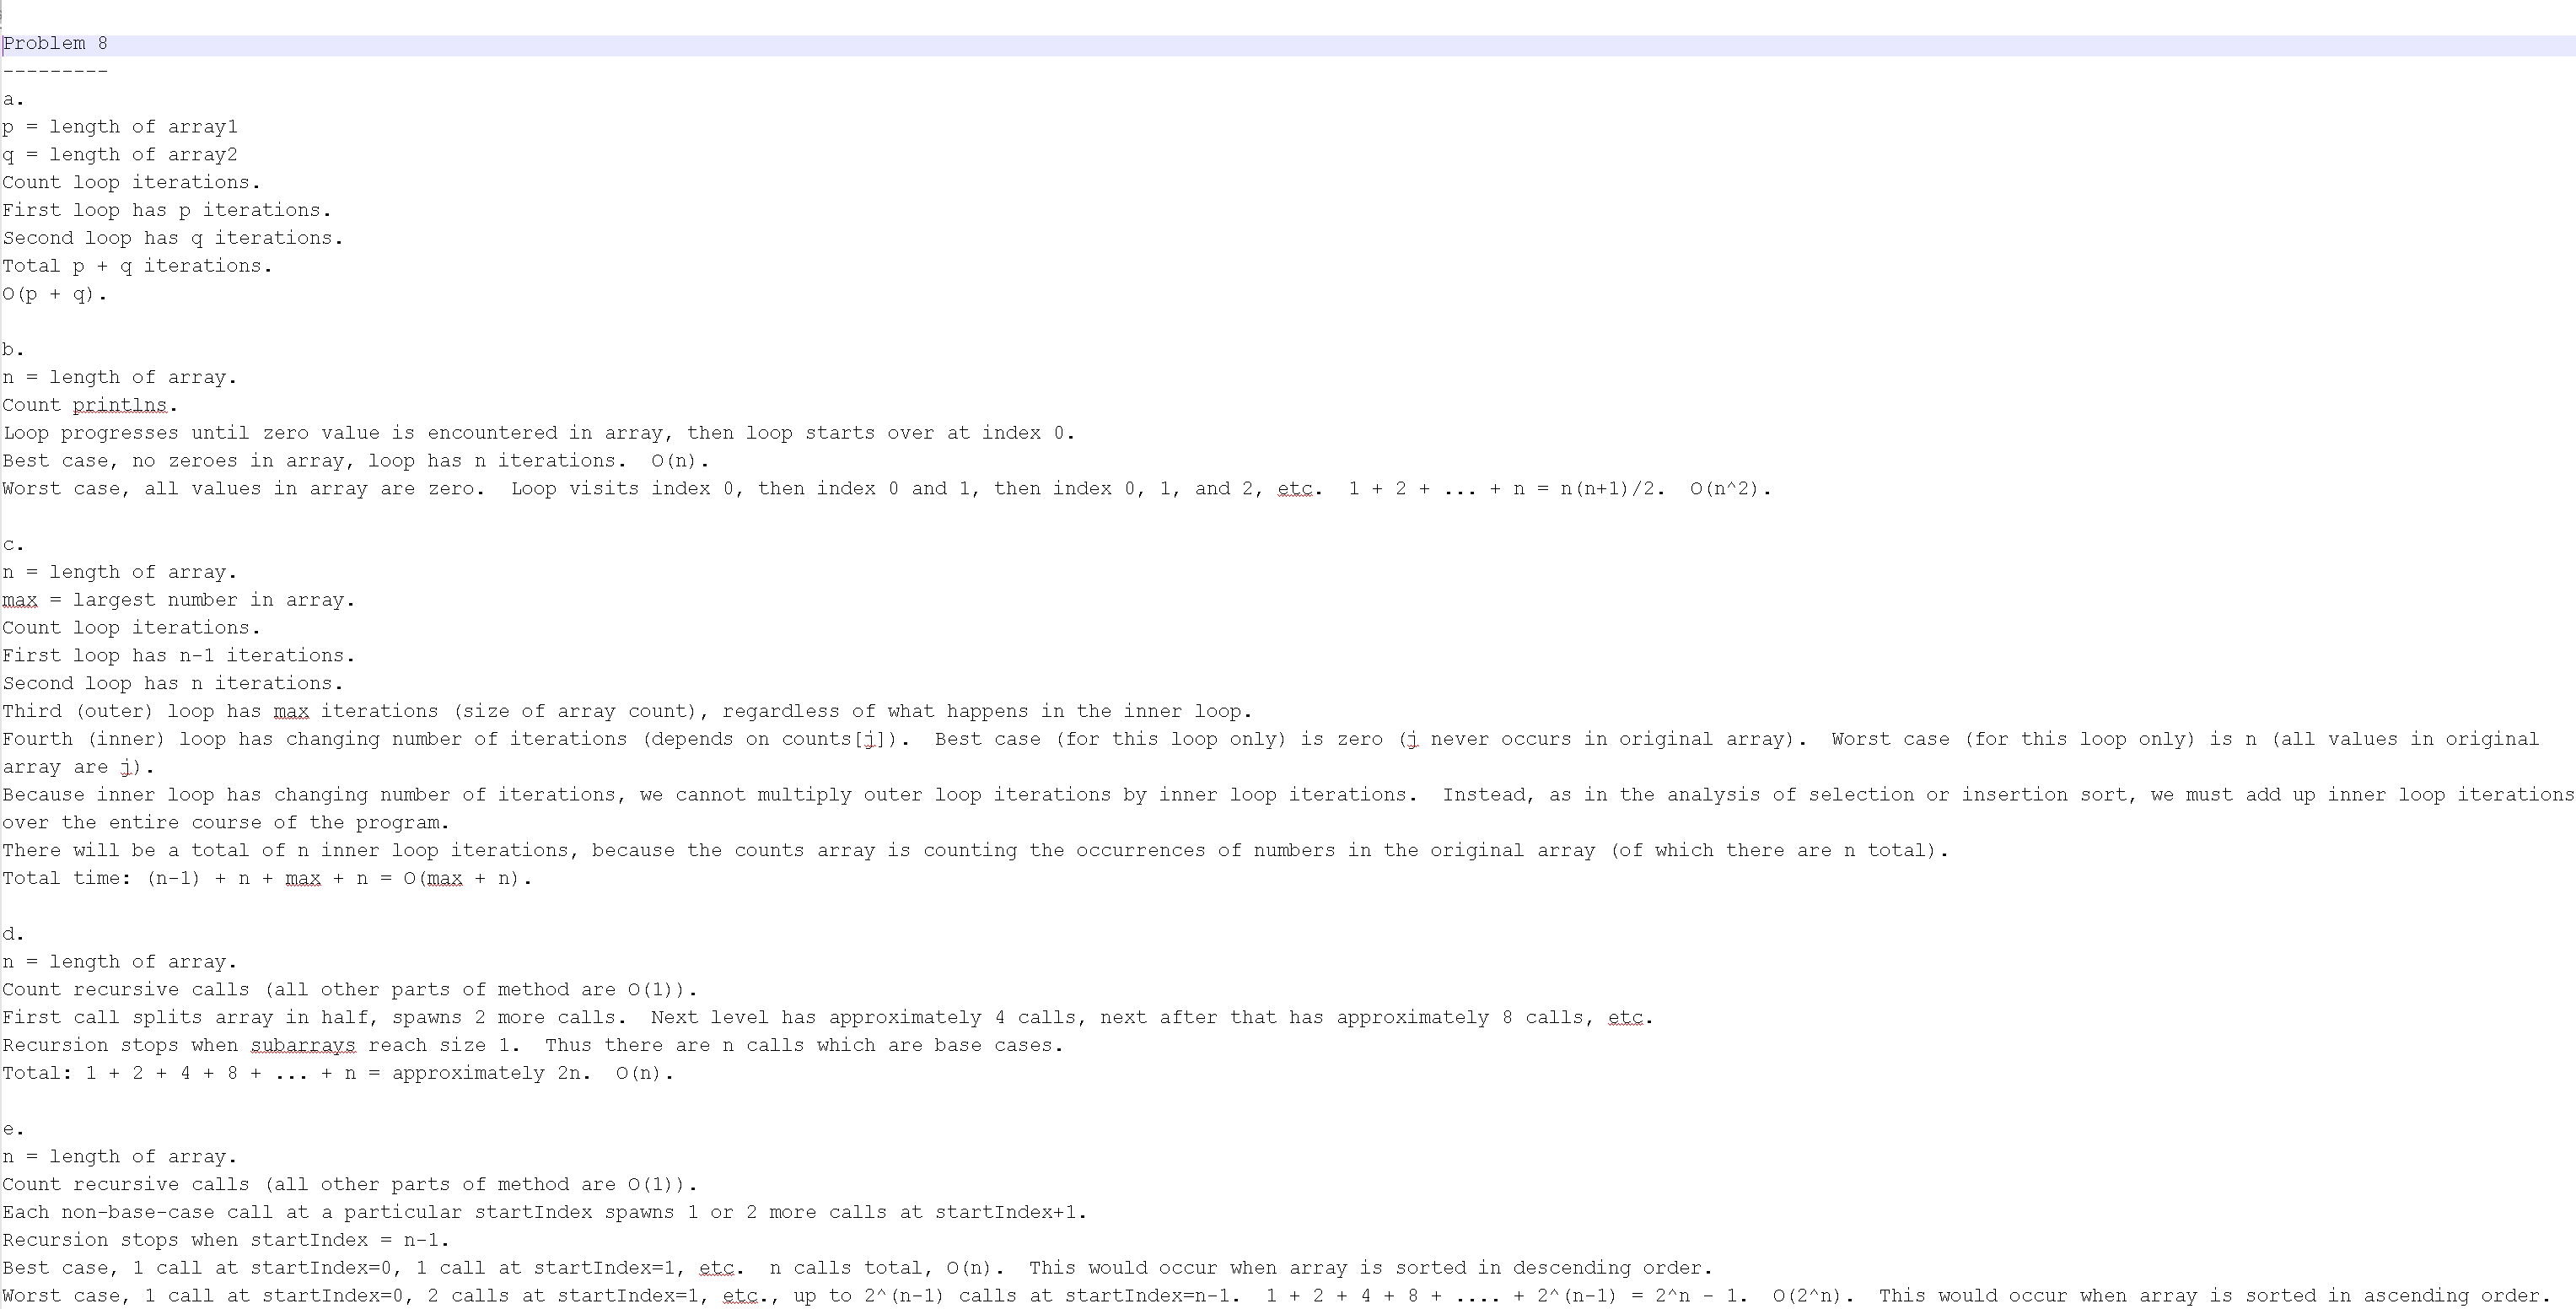 Problem 8
---------
a.
p = length of array1
q = length of array2
Count loop iterations.
First loop has p iterations.
Second loop has q iterations.
Total p + q iterations.
O(p + q).
b.
n = length of array.
Count printlns.
Loop progresses until zero value is encountered in array, then loop starts over at index 0.
Best case, no zeroes in array, loop has n iterations.  O(n).
Worst case, all values in array are zero.  Loop visits index 0, then index 0 and 1, then index 0, 1, and 2, etc.  1 + 2 + ... + n = n(n+1)/2.  O(n^2).
c.
n = length of array.
max = largest number in array.
Count loop iterations.
First loop has n-1 iterations.
Second loop has n iterations.
Third (outer) loop has max iterations (size of array count), regardless of what happens in the inner loop.
Fourth (inner) loop has changing number of iterations (depends on counts[j]).  Best case (for this loop only) is zero (j never occurs in original array).  Worst case (for this loop only) is n (all values in original
array are j).
Because inner loop has changing number of iterations, we cannot multiply outer loop iterations by inner loop iterations.  Instead, as in the analysis of selection or insertion sort, we must add up inner loop iterations
over the entire course of the program.
There will be a total of n inner loop iterations, because the counts array is counting the occurrences of numbers in the original array (of which there are n total).
Total time: (n-1) + n + max + n = O(max + n).
d.
n = length of array.
Count recursive calls (all other parts of method are O(1)).
First call splits array in half, spawns 2 more calls.  Next level has approximately 4 calls, next after that has approximately 8 calls, etc.
Recursion stops when subarrays reach size 1.  Thus there are n calls which are base cases.
Total: 1 + 2 + 4 + 8 + ... + n = approximately 2n.  O(n).
e.
n = length of array.
Count recursive calls (all other parts of method are O(1)).
Each non-base-case call at a particular startIndex spawns 1 or 2 more calls at startIndex+1.
Recursion stops when startIndex = n-1.
Best case, 1 call at startIndex=0, 1 call at startIndex=1, etc.  n calls total, O(n).  This would occur when array is sorted in descending order.
Worst case, 1 call at startIndex=0, 2 calls at startIndex=1, etc., up to 2^(n-1) calls at startIndex=n-1.  1 + 2 + 4 + 8 + .... + 2^(n-1) = 2^n - 1.  O(2^n).  This would occur when array is sorted in ascending order.